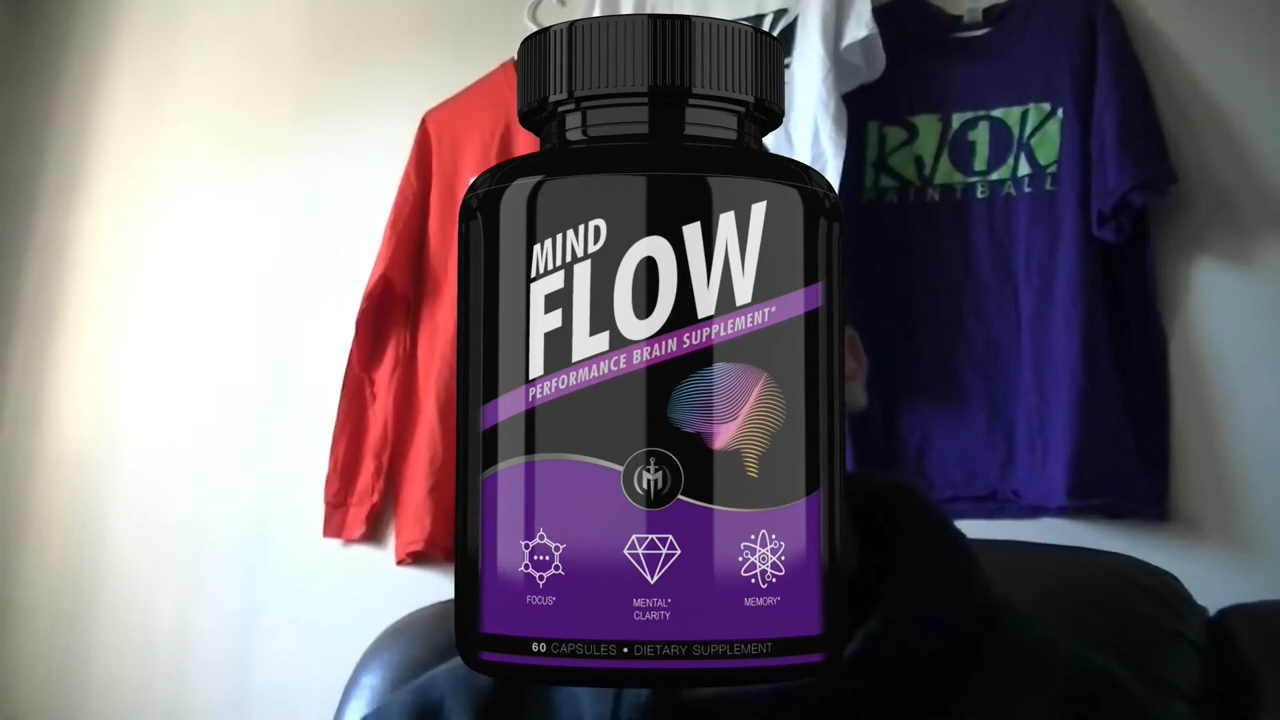 MIND
FLOW
PERFORMANCE BRAIN SUPPLEMENT*
M
FOCUS*
MENTAL*
CLARITY
MEMORY*
60 CAPSULES • DIETARY SUPPLEMENT
PAINTBALL